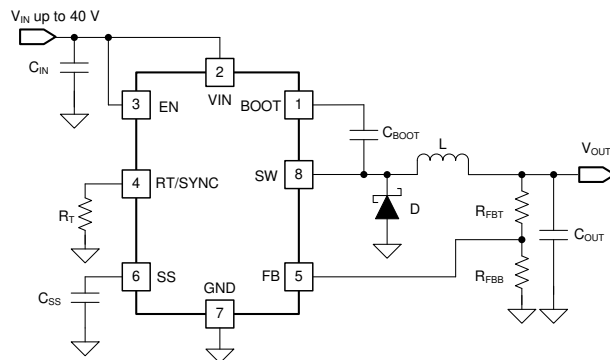 V_IN up to 40 V
C_IN
2
VIN
3
EN
BOOT
1
C_BOOT
L
V_OUT
4
RT/SYNC
SW
8
R_T
D
R_FBT
C_OUT
6
SS
FB
5
C_SS
GND
7
R_FBB